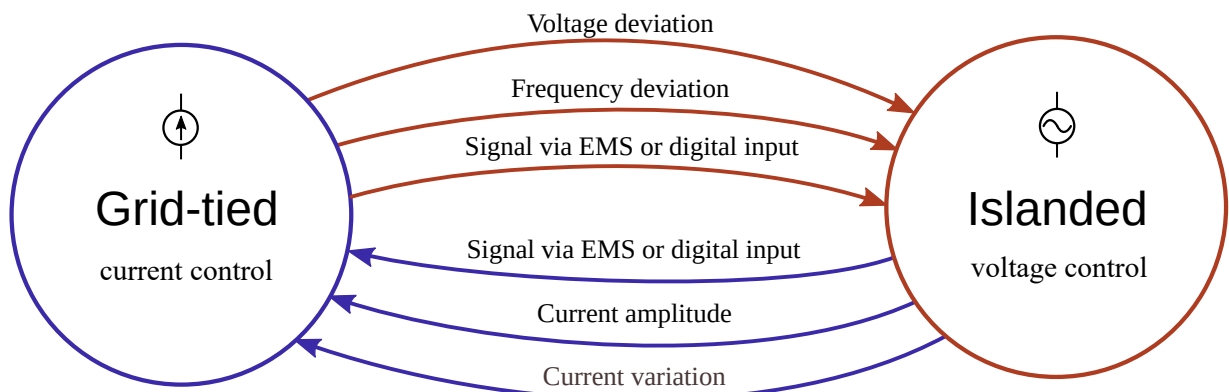 Voltage deviation
Frequency deviation
Signal via EMS or digital input
Grid-tied
current control
Islanded
voltage control
Signal via EMS or digital input
Current amplitude
Current variation